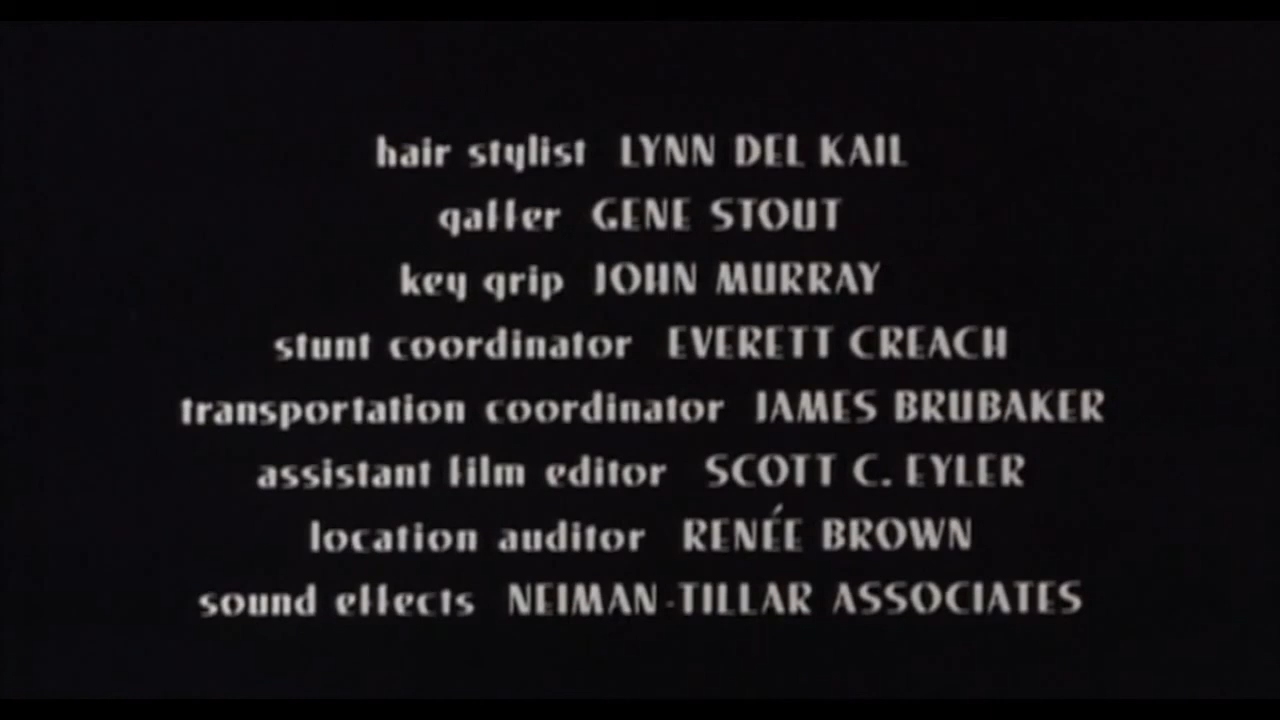 hair stylist LYNN DEL KAIL
gaffer GENE STOUT
key grip JOHN MURRAY
stunt coordinator EVERETT CREACH
transportation coordinator JAMES BRUBAKER
assistant film editor SCOTT C. EYLER
location auditor RENÉE BROWN
sound effects NEIMAN-TILLAR ASSOCIATES